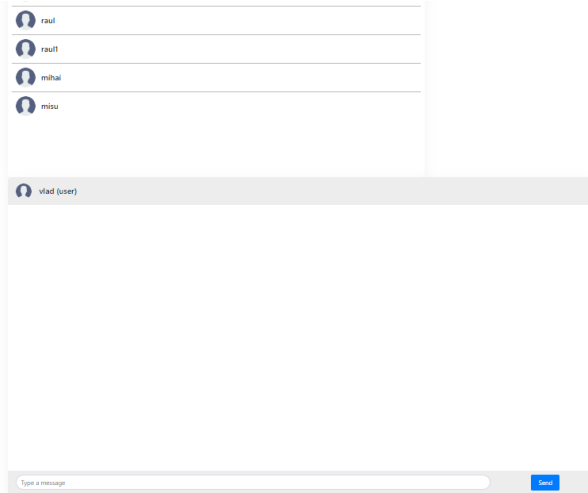 raul
raul1
mihai
misu
vlad (user)
Type a message
Send